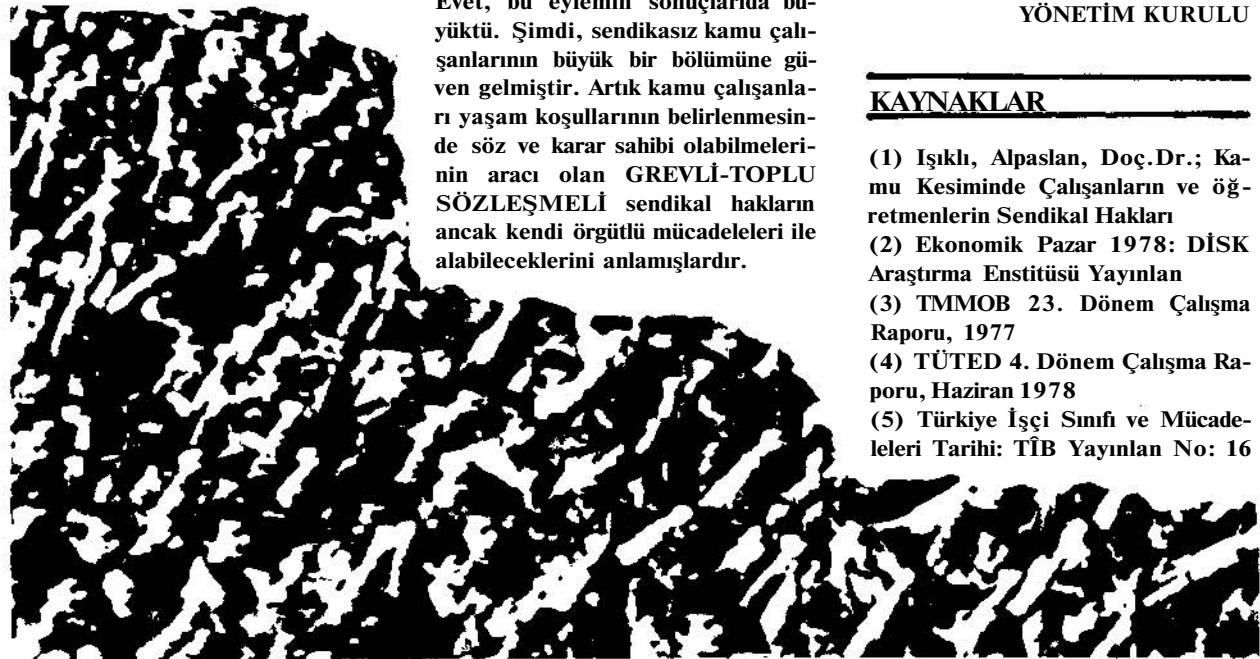 Evet, bu eylemin sonuçlarıda bü-
yüktü. Şimdi, sendikasız kamu çalı-
şanlarının büyük bir bölümüne gü-
ven gelmiştir. Artık kamu çalışanla-
rı yaşam koşullarının belirlenmesin-
de söz ve karar sahibi olabilmeleri-
nin aracı olan GREVLİ-TOPLU
SÖZLEŞMELİ sendikal hakların
ancak kendi örgütlü mücadeleleri ile
alabileceklerini anlamışlardır.
YÖNETİM KURULU
KAYNAKLAR
(1) Işıklı, Alpaslan, Doç.Dr.; Ka-
mu Kesiminde Çalışanların ve öğ-
retmenlerin Sendikal Hakları
(2) Ekonomik Pazar 1978: DİSK
Araştırma Enstitüsü Yayınlan
(3) TMMOB 23. Dönem Çalışma
Raporu, 1977
(4) TÜTED 4. Dönem Çalışma Ra-
poru, Haziran 1978
(5) Türkiye İşçi Sınıfı ve Mücade-
leleri Tarihi: TÎB Yayınlan No: 16